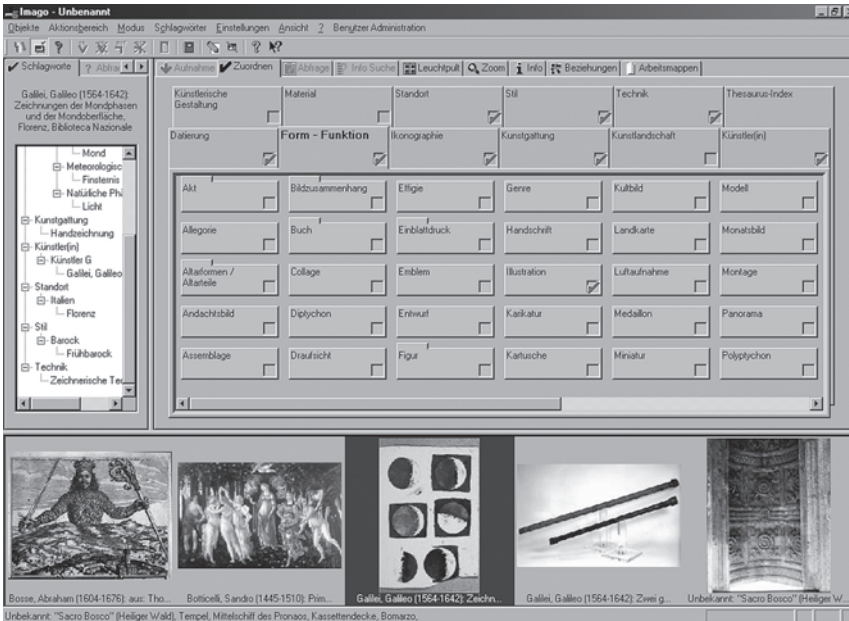 Imago - Unbenannt
Objekte Aktionsbereich Modus Schlagwörter Einstellungen Ansicht ? Benutzer Administration
Schlagworte ? Abfra
Aufnahme Zuordnen Abfrage Info Suche Leuchtpult Zoom Info Beziehungen Arbeitsmappen
Galilei, Galileo (1564-1642):
Zeichnungen der Mondphasen
und der Mondoberfläche,
Florenz, Biblioteca Nazionale
Mond
Meteorologisc
Finsternis
Natürliche Phä
Licht
Kunstgattung
Handzeichnung
Künstler(in)
Künstler G
Galilei, Galileo
Standort
Italien
Florenz
Stil
Barock
Frühbarock
Technik
Zeichnerische Tec
Künstlerische
Gestaltung
Material
Standort
Stil
Technik
Thesaurus-Index
Datierung
Form - Funktion
Ikonographie
Kunstgattung
Kunstlandschaft
Künstler(in)
Akt Bildzusammenhang Effigie Genre Kultbild Modell
Allegorie Buch Einblattdruck Handschrift Landkarte Monatsbild
Altarformen /
Altarteile
Collage Emblem Illustration Luftaufnahme Montage
Andachtsbild Diptychon Entwurf Karikatur Medaillon Panorama
Assemblage Draufsicht Figur Kartusche Miniatur Polyptychon
Bosse, Abraham (1604-1676): aus: Tho...
Botticelli, Sandro (1445-1510): Prim...
Galilei, Galileo (1564-1642): Zeichn...
Galilei, Galileo (1564-1642): Zwei g...
Unbekannt: "Sacro Bosco" (Heiliger W...
Unbekannt: "Sacro Bosco" (Heiliger Wald), Tempel, Mittelschiff des Pronaos, Kassettendecke, Bomarzo,